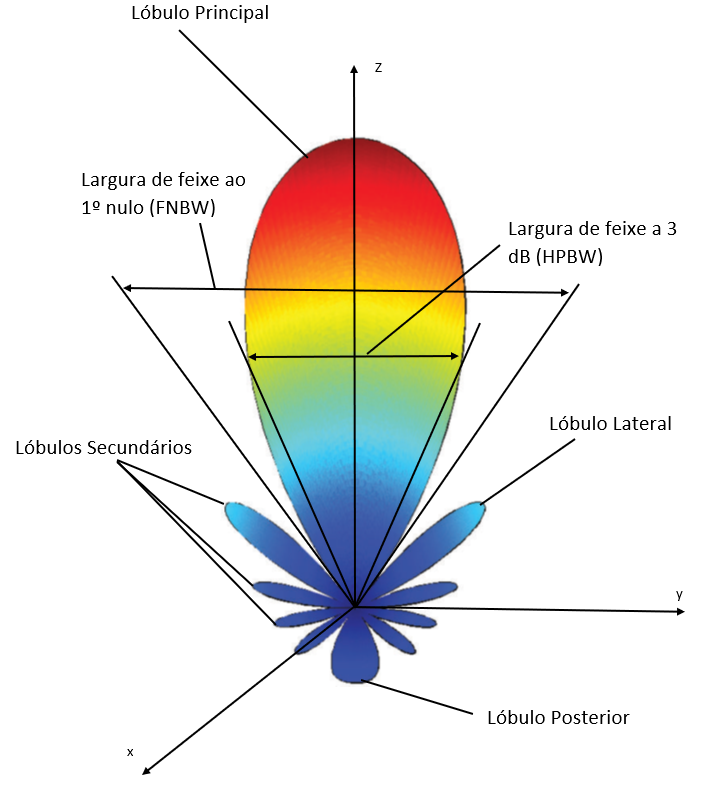 Lóbulo Principal
z
Largura de feixe ao
1º nulo (FNBW)
Largura de feixe a 3
dB (HPBW)
Lóbulo Lateral
Lóbulos Secundários
y
Lóbulo Posterior
x